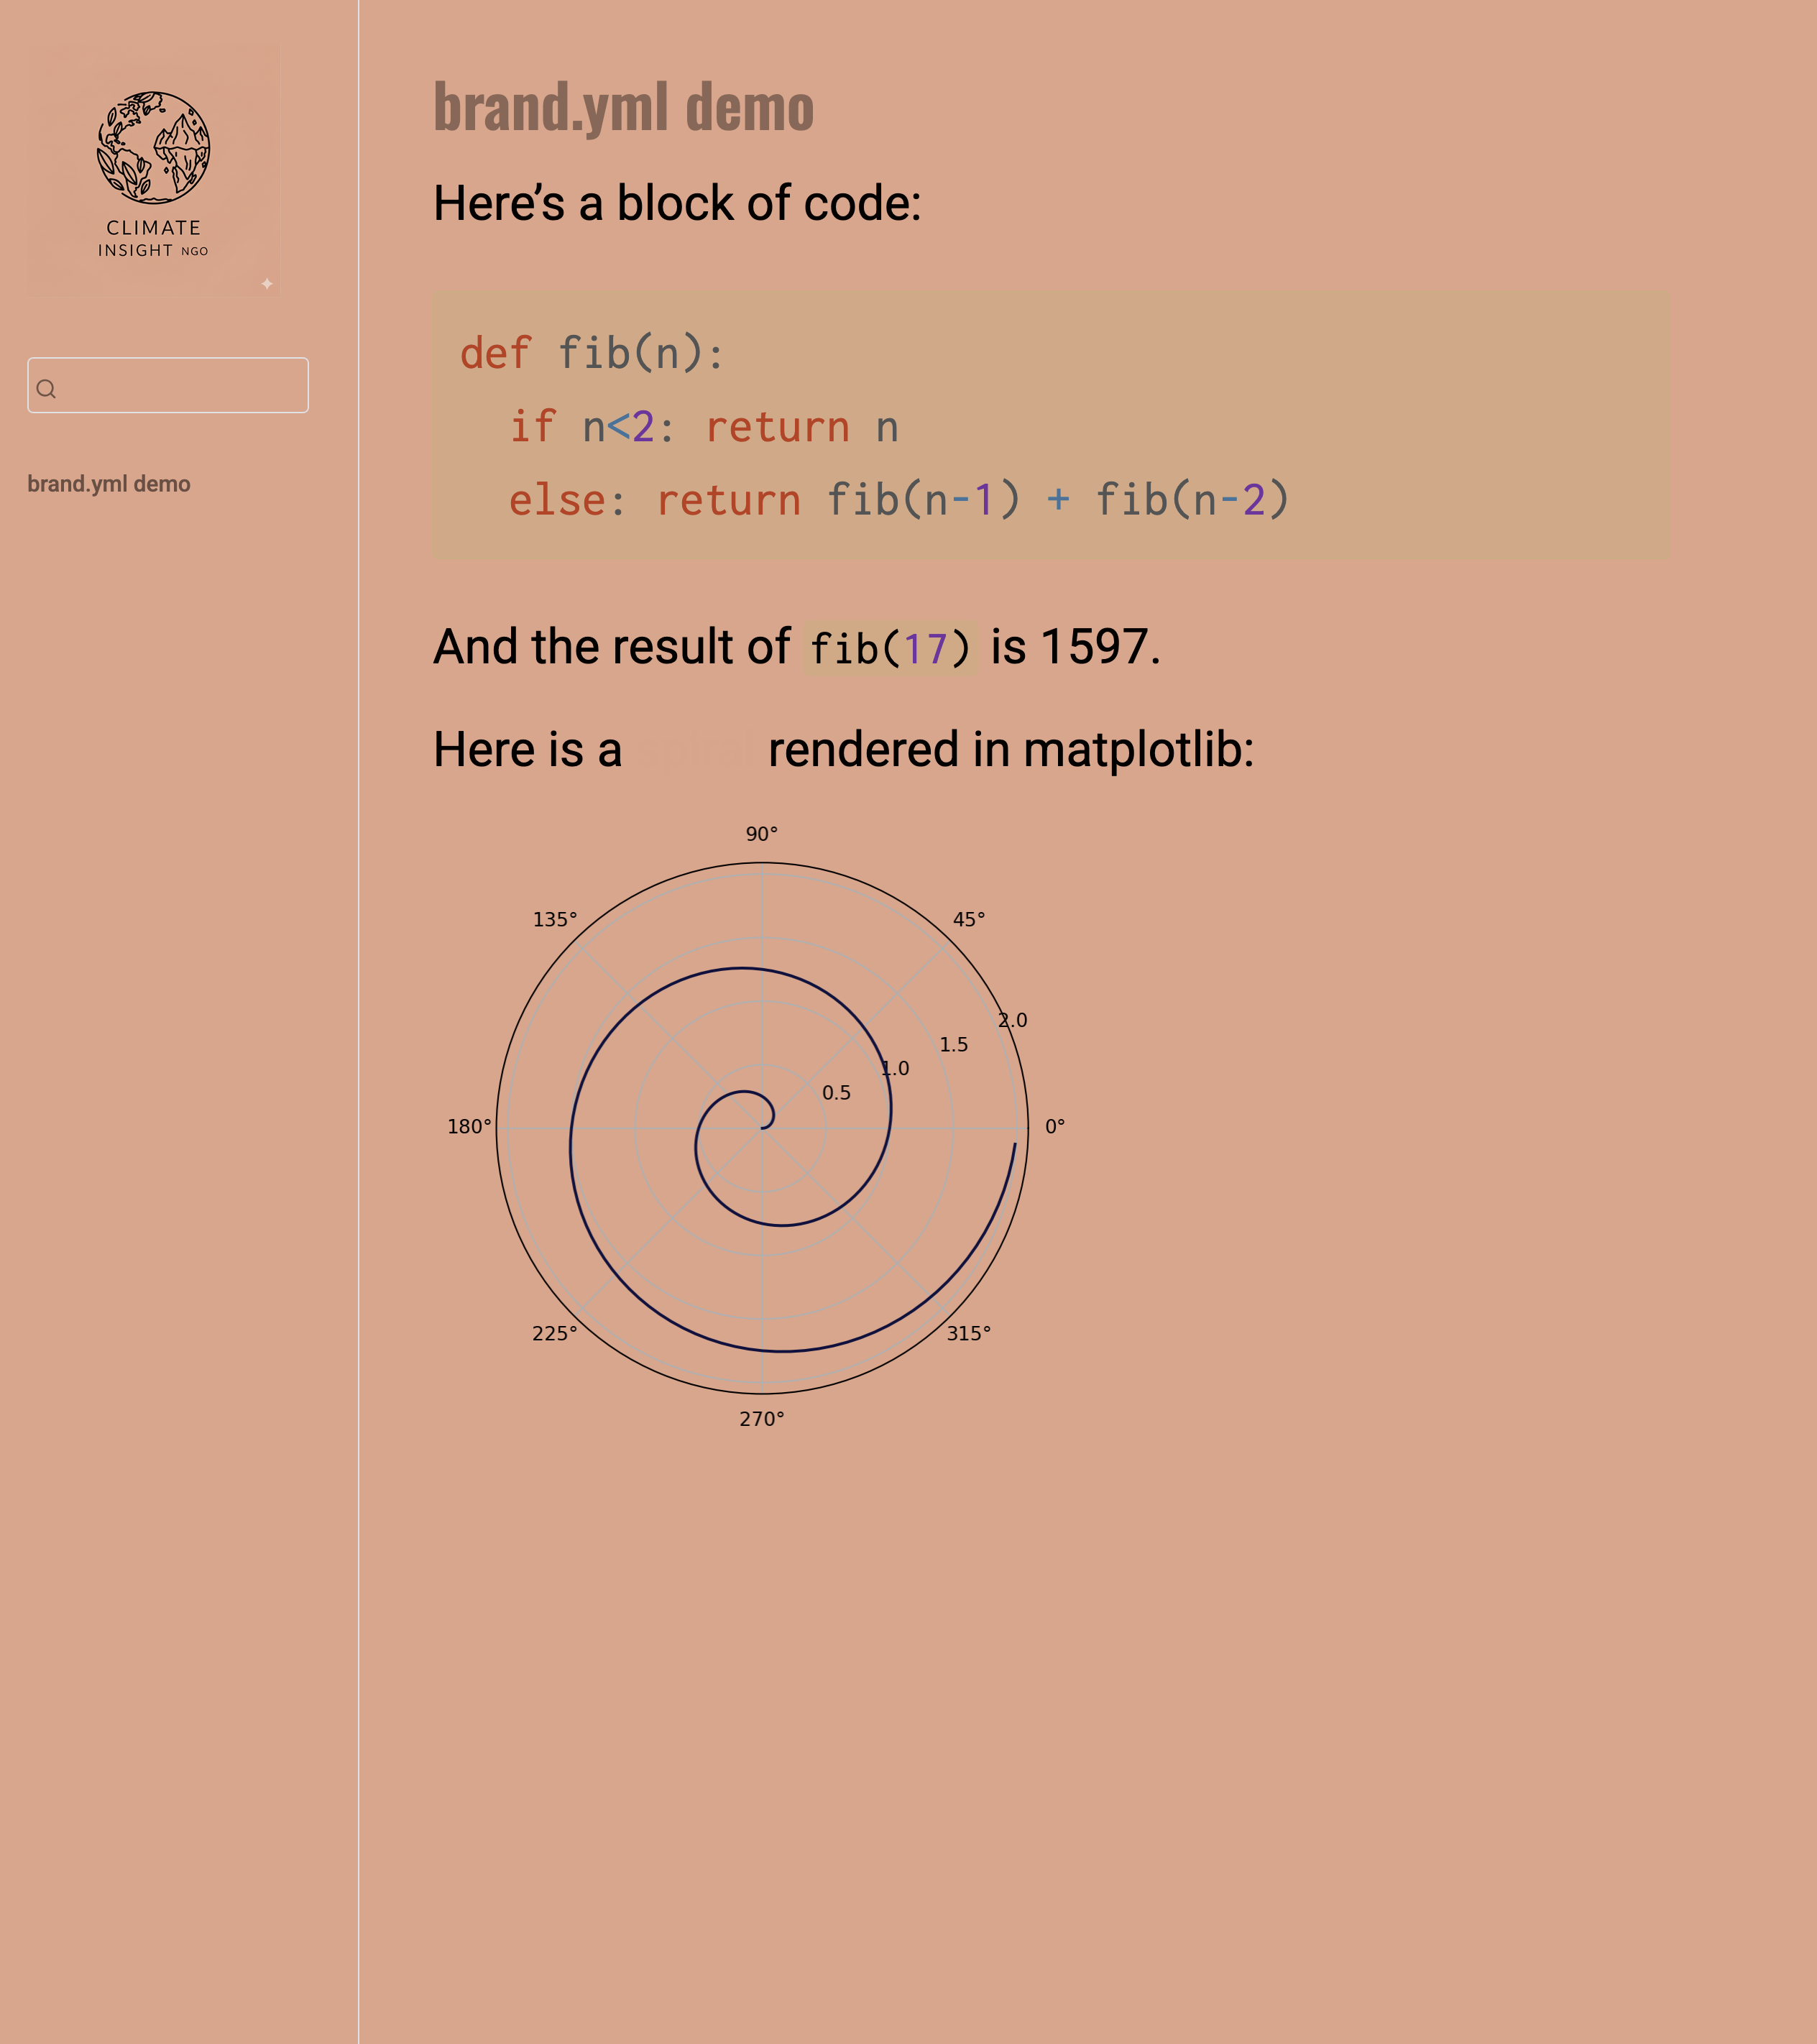 CLIMATE
INSIGHT NGO
brand.yml demo
brand.yml demo
Here’s a block of code:
def fib(n):
  if n<2: return n
  else: return fib(n-1) + fib(n-2)
And the result of fib(17) is 1597.
Here is a rendered in matplotlib:
90°
135°
45°
2.0
1.5
1.0
0.5
180°
0°
225°
315°
270°